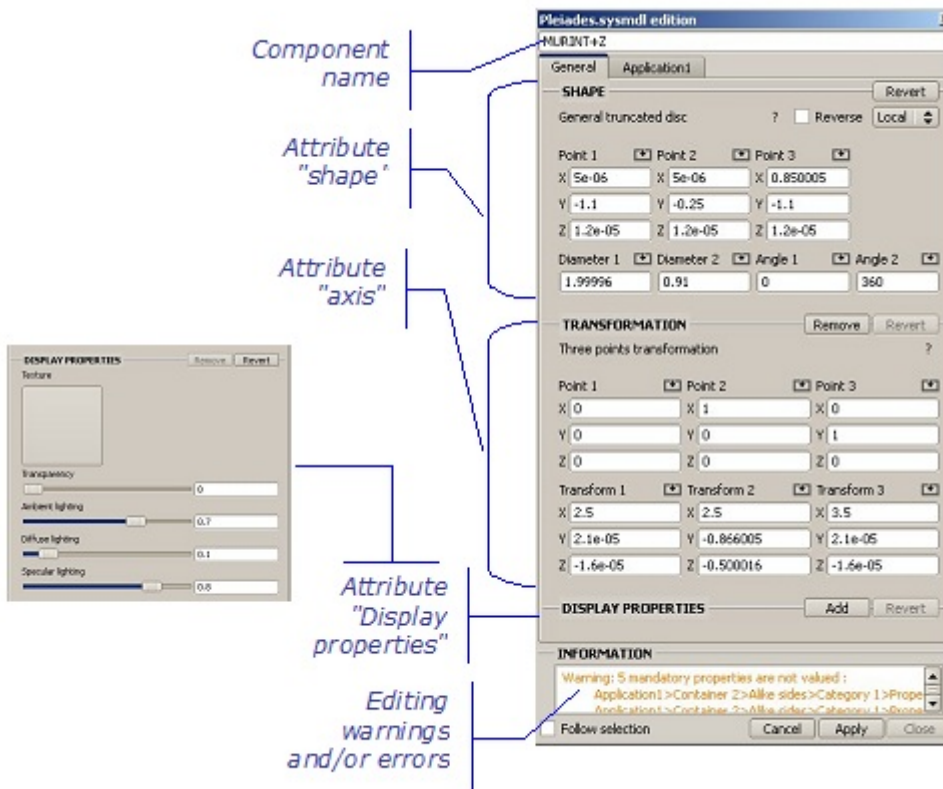 Pleiades.sysmdl edition
MURINT+Z
General Application1
SHAPE Revert
General truncated disc ? Reverse Local
Point 1 Point 2 Point 3
X 5e-06 X 5e-06 X 0.850005
Y -1.1 Y -0.25 Y -1.1
Z 1.2e-05 Z 1.2e-05 Z 1.2e-05
Diameter 1 Diameter 2 Angle 1 Angle 2
1.99996 0.91 0 360
TRANSFORMATION Remove Revert
Three points transformation ?
Point 1 Point 2 Point 3
X 0 X 1 X 0
Y 0 Y 0 Y 1
Z 0 Z 0 Z 0
Transform 1 Transform 2 Transform 3
X 2.5 X 2.5 X 3.5
Y 2.1e-05 Y -0.866005 Y 2.1e-05
Z -1.6e-05 Z -0.500016 Z -1.6e-05
DISPLAY PROPERTIES Add Revert
INFORMATION
Warning: 5 mandatory properties are not valued :
Application1>Container 2>Alike sides>Category 1>Prope
Application1>Container 2>Alike sides>Category 1>Prope
Follow selection Cancel Apply Close
Component
name
Attribute
"shape"
Attribute
"axis"
Attribute
"Display
properties"
Editing
warnings
and/or errors
DISPLAY PROPERTIES Remove Revert
Texture
Transparency
0
Ambient lighting
0.7
Diffuse lighting
0.1
Specular lighting
0.8